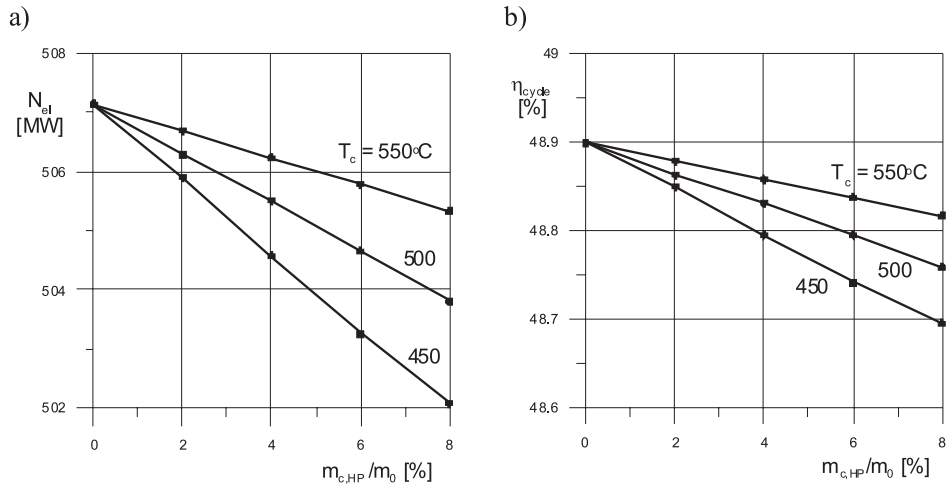 a)
508
N_el
[MW]
506
504
502
T_c = 550°C
500
450
0 2 4 6 8
m_c,HP/m_0 [%]
b)
49
η_cycle
[%]
48.9
48.8
48.7
48.6
T_c = 550°C
500
450
0 2 4 6 8
m_c,HP/m_0 [%]